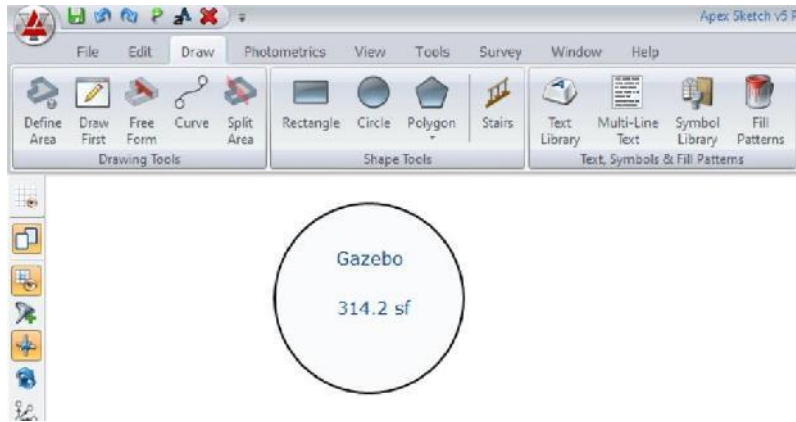 Apex Sketch v5
File Edit Draw Photometrics View Tools Survey Window Help
Define Area
Draw First
Free Form
Curve
Split Area
Rectangle
Circle
Polygon
Stairs
Text Library
Multi-Line Text
Symbol Library
Fill Patterns
Drawing Tools
Shape Tools
Text, Symbols & Fill Patterns
Gazebo
314.2 sf